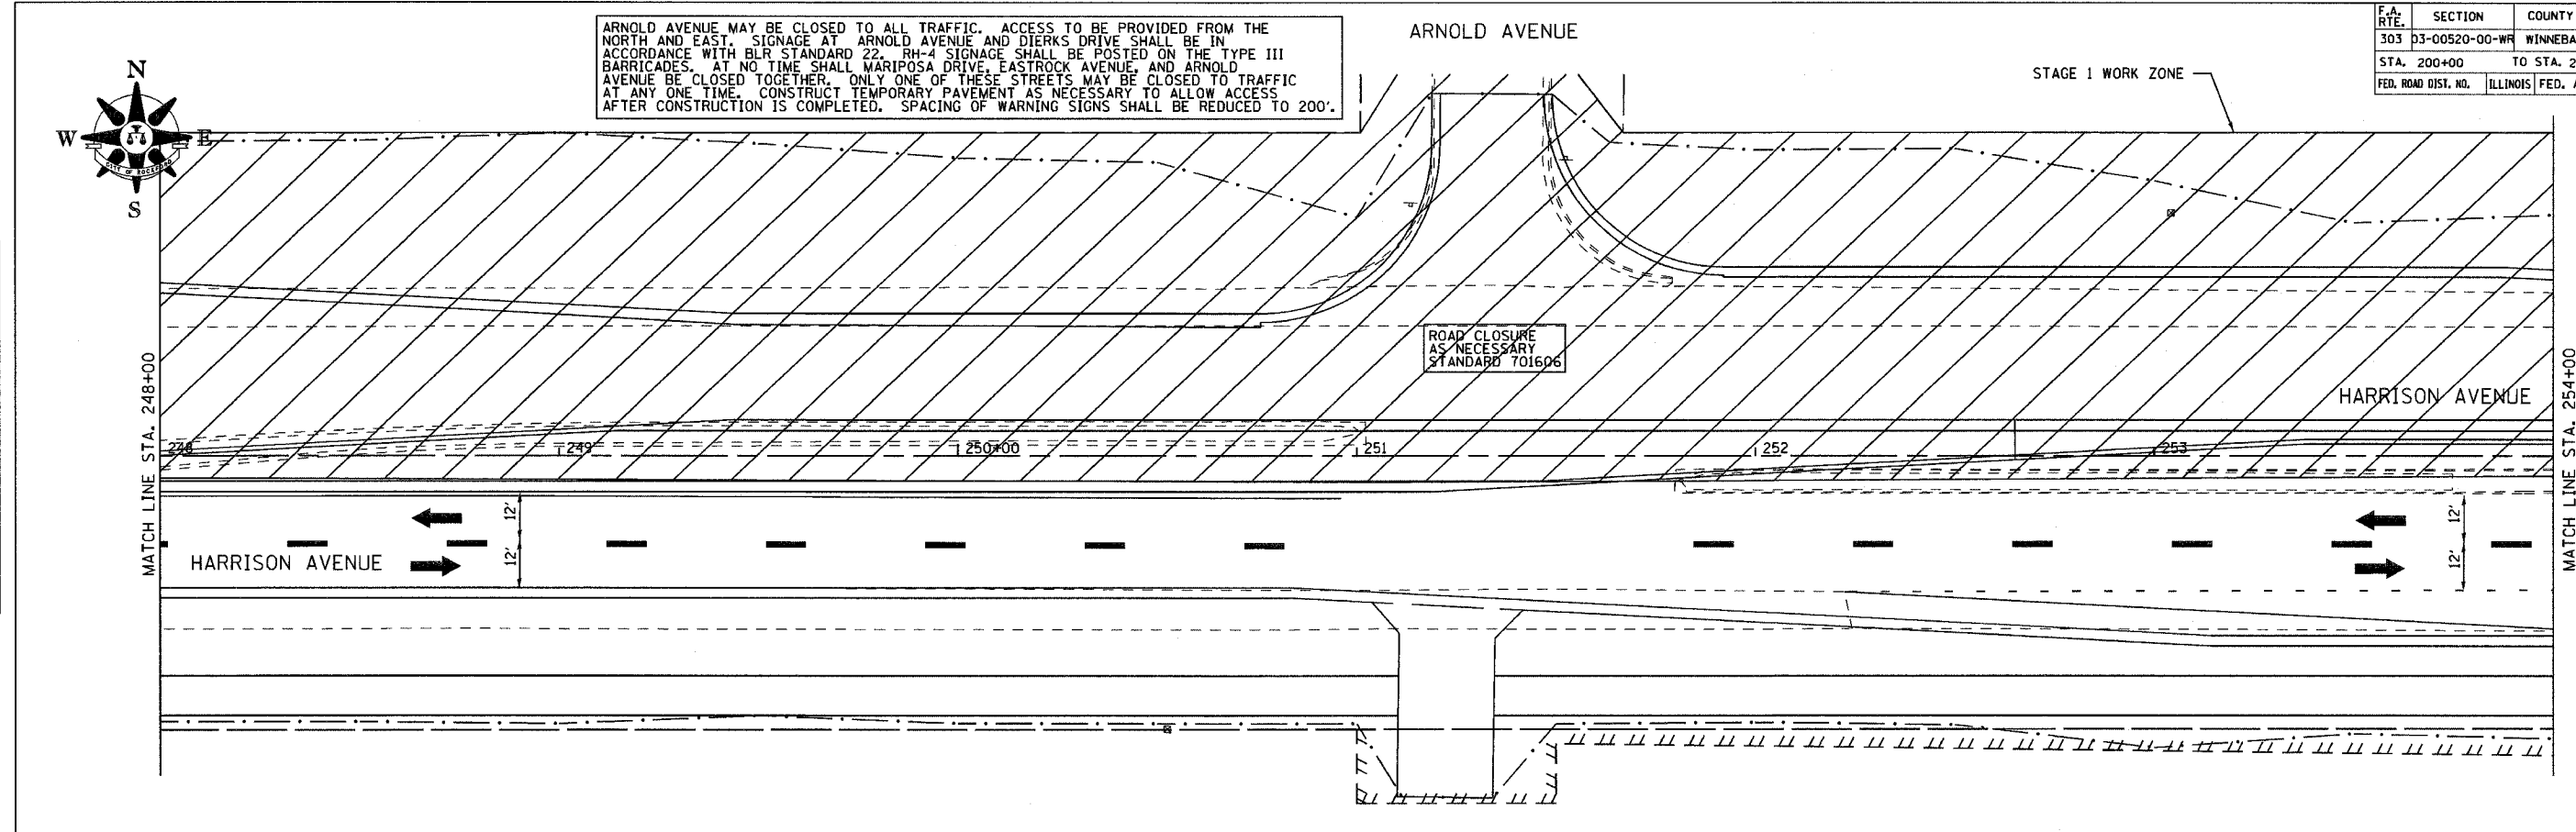 ARNOLD AVENUE MAY BE CLOSED TO ALL TRAFFIC. ACCESS TO BE PROVIDED FROM THE
NORTH AND EAST. SIGNAGE AT ARNOLD AVENUE AND DIERKS DRIVE SHALL BE IN
ACCORDANCE WITH BLR STANDARD 22. RH-4 SIGNAGE SHALL BE POSTED ON THE TYPE III
BARRICADES. AT NO TIME SHALL MARIPOSA DRIVE, EASTROCK AVENUE, AND ARNOLD
AVENUE BE CLOSED TOGETHER. ONLY ONE OF THESE STREETS MAY BE CLOSED TO TRAFFIC
AT ANY ONE TIME. CONSTRUCT TEMPORARY PAVEMENT AS NECESSARY TO ALLOW ACCESS
AFTER CONSTRUCTION IS COMPLETED. SPACING OF WARNING SIGNS SHALL BE REDUCED TO 200'.
ARNOLD AVENUE
F.A. RTE. SECTION COUNTY
303 03-00520-00-WR WINNEBA
STA. 200+00 TO STA. 2
FED. ROAD DIST. NO. ILLINOIS FED. A
STAGE 1 WORK ZONE
N
W E
S
CITY OF ROCKFORD
ROAD CLOSURE
AS NECESSARY
STANDARD 701606
HARRISON AVENUE
MATCH LINE STA. 248+00
248 249 250+00 251 252 253
MATCH LINE STA. 254+00
12'
12'
HARRISON AVENUE
12'
12'